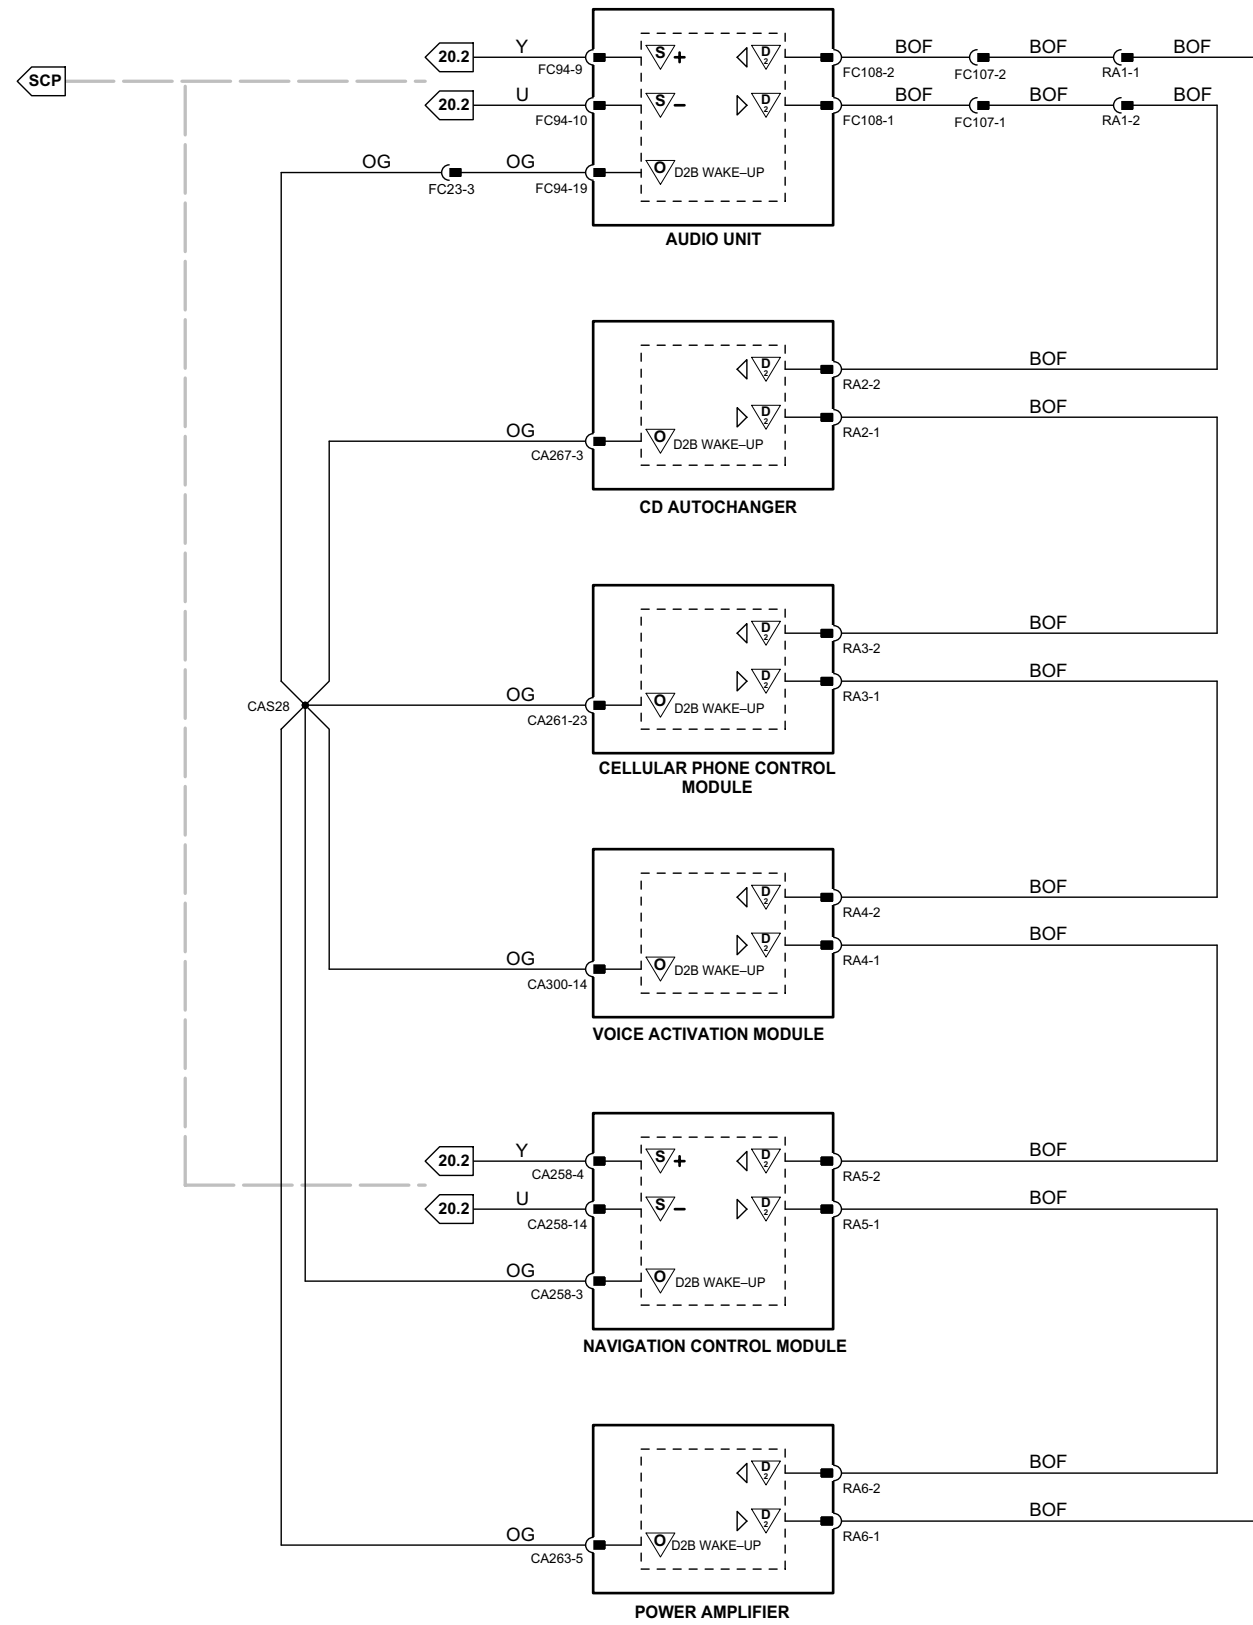 20.2 Y FC94-9 S + D 2 FC108-2 BOF FC107-2 BOF RA1-1 BOF
SCP
20.2 U FC94-10 S – D 2 FC108-1 BOF FC107-1 BOF RA1-2 BOF
OG FC23-3 OG FC94-19 O D2B WAKE–UP
AUDIO UNIT
D 2 RA2-2 BOF
D 2 RA2-1 BOF
OG CA267-3 O D2B WAKE–UP
CD AUTOCHANGER
D 2 RA3-2 BOF
D 2 RA3-1 BOF
CAS28 OG CA261-23 O D2B WAKE–UP
CELLULAR PHONE CONTROL
MODULE
D 2 RA4-2 BOF
D 2 RA4-1 BOF
OG CA300-14 O D2B WAKE–UP
VOICE ACTIVATION MODULE
20.2 Y CA258-4 S + D 2 RA5-2 BOF
20.2 U CA258-14 S – D 2 RA5-1 BOF
OG CA258-3 O D2B WAKE–UP
NAVIGATION CONTROL MODULE
D 2 RA6-2 BOF
D 2 RA6-1 BOF
OG CA263-5 O D2B WAKE–UP
POWER AMPLIFIER